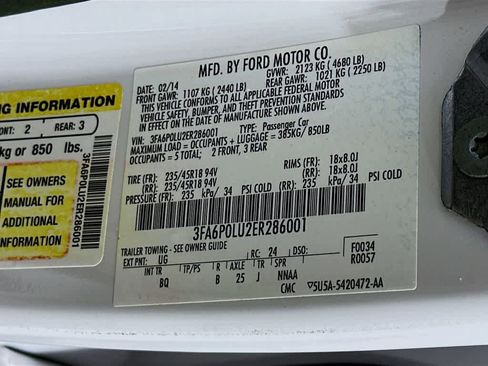 MFD. BY FORD MOTOR CO.
02/14
GVWR: 2123 KG ( 4680 LB)
FRONT GAWR: 1107 KG ( 2440 LB)
REAR GAWR: 1021 KG ( 2250 LB)
THIS VEHICLE CONFORMS TO ALL APPLICABLE FEDERAL MOTOR
VEHICLE SAFETY, BUMPER, AND THEFT PREVENTION STANDARDS
IN EFFECT ON THE DATE OF MANUFACTURE SHOWN ABOVE.
VIN: 3FA6P0LU2ER286001
TYPE: Passenger Car
MAXIMUM LOAD = OCCUPANTS + LUGGAGE = 385KG/850LB
OCCUPANTS = 5 TOTAL; 2 FRONT, 3 REAR
TIRE (FR): 235/45R18 94V
RIMS (FR): 18x8.0J
(RR): 235/45R18 94V
(RR): 18x8.0J
PRESSURE (FR): 235 kPa/ 34 PSI COLD
(RR): 235 kPa/ 34 PSI COLD
3FA6P0LU2ER286001
TRAILER TOWING - SEE OWNER GUIDE
EXT PNT: UG
RC: 24
DSO:
F0034
R0057
INT TR TP/PS R AXLE TR SPR
BQ B 25 J NNAA
CMC
5U5A-5420472-AA
NG INFORMATION
ONT: 2 REAR: 3
kg or 850 lbs.
SEE OWNERS
MANUAL FOR
ADDITIONAL
INFORMATION
3FA6P0LU2ER286001